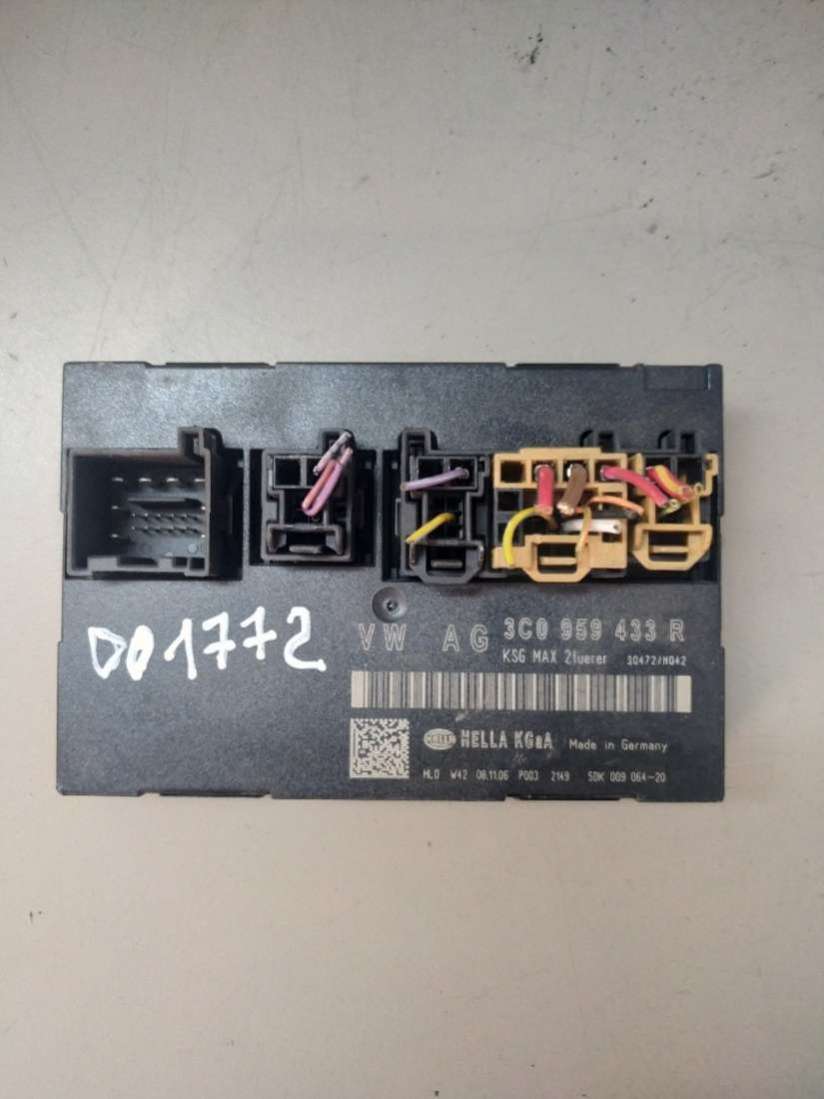 D01772
VW AG 3C0 959 433 R
KSG MAX 2fuerer 30472/H042
HELLA HELLA KGaA Made in Germany
HLO W42 08.11.06 P003 2149 5DK 009 064-20